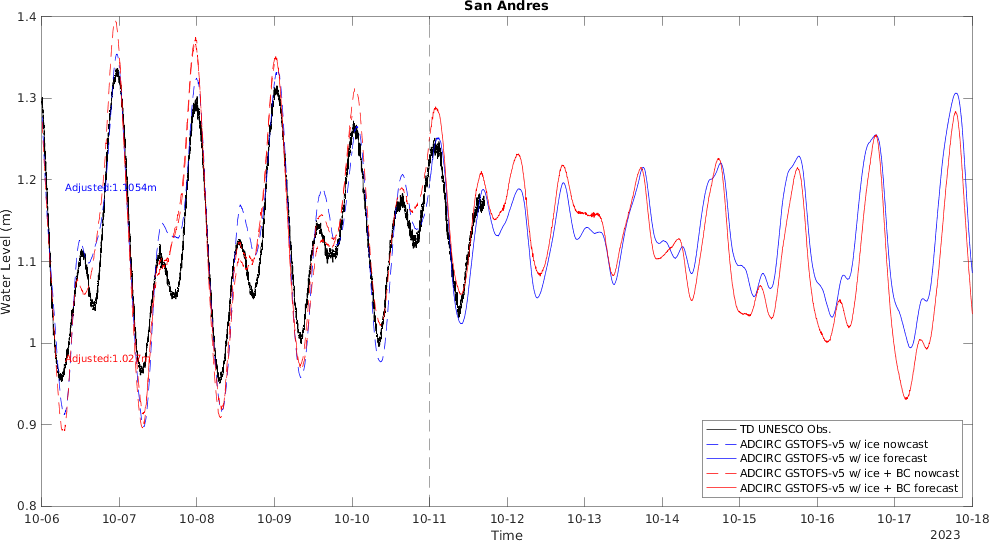 San Andres
Water Level (m)
1.4
1.3
1.2
1.1
1
0.9
0.8
Adjusted:1.1054m
Adjusted:1.027m
TD UNESCO Obs.
ADCIRC GSTOFS-v5 w/ ice nowcast
ADCIRC GSTOFS-v5 w/ ice forecast
ADCIRC GSTOFS-v5 w/ ice + BC nowcast
ADCIRC GSTOFS-v5 w/ ice + BC forecast
10-06 10-07 10-08 10-09 10-10 10-11 10-12 10-13 10-14 10-15 10-16 10-17 10-18
Time
2023